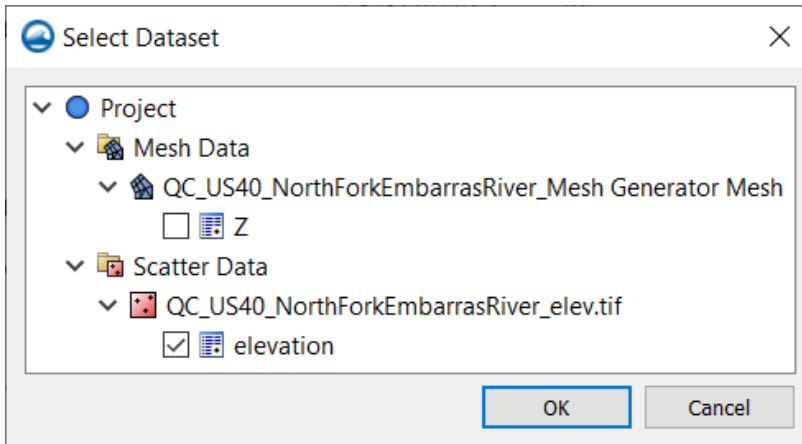 Select Dataset
Project
Mesh Data
QC_US40_NorthForkEmbarrasRiver_Mesh Generator Mesh
Z
Scatter Data
QC_US40_NorthForkEmbarrasRiver_elev.tif
elevation
OK Cancel